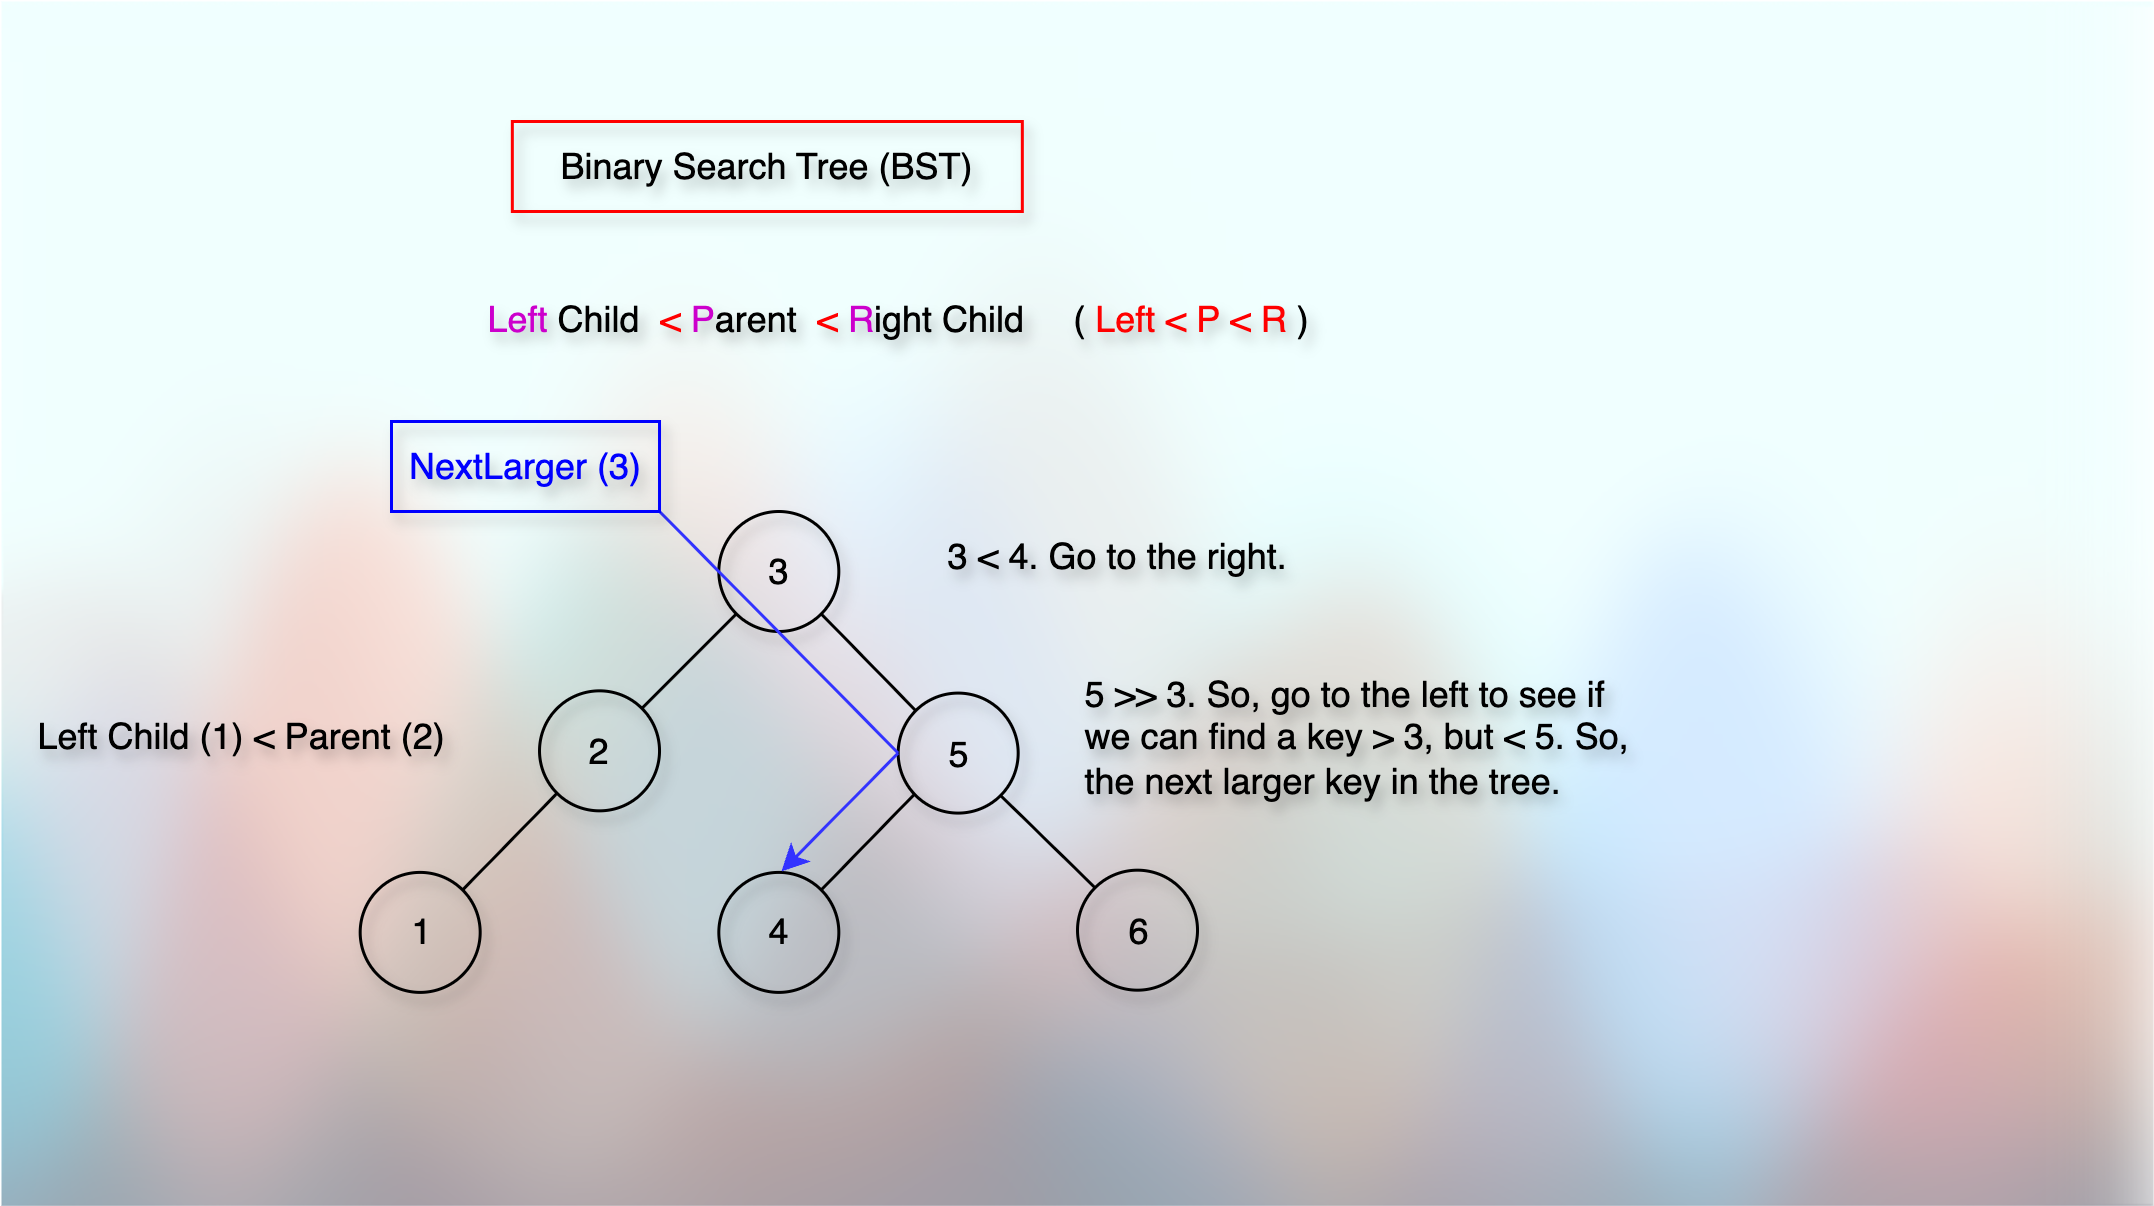 Binary Search Tree (BST)
Left Child < Parent < Right Child ( Left < P < R )
NextLarger (3)
3
3 < 4. Go to the right.
5 >> 3. So, go to the left to see if
we can find a key > 3, but < 5. So,
the next larger key in the tree.
Left Child (1) < Parent (2)
2
5
1
4
6